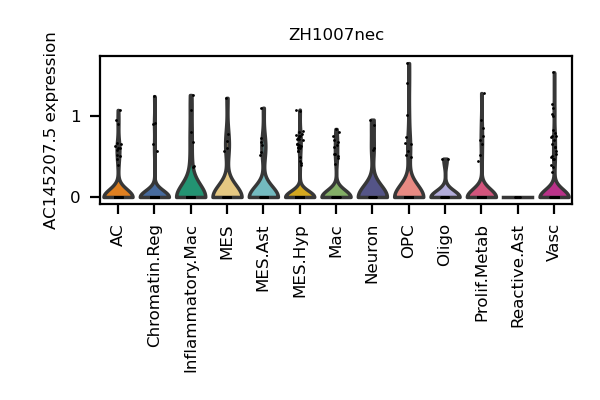 ZH1007nec
AC145207.5 expression
1
0
AC
Chromatin.Reg
Inflammatory.Mac
MES
MES.Ast
MES.Hyp
Mac
Neuron
OPC
Oligo
Prolif.Metab
Reactive.Ast
Vasc